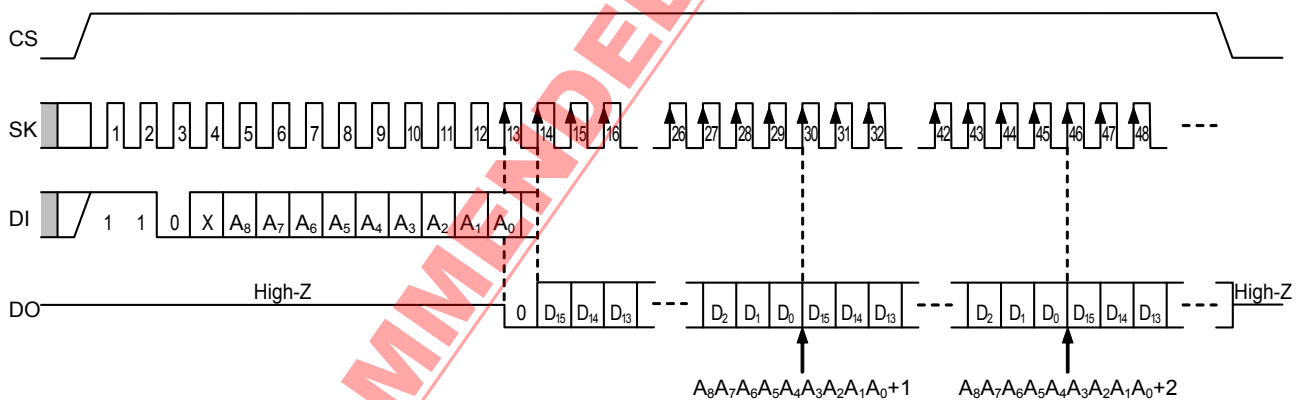 CS
SK 1 2 3 4 5 6 7 8 9 10 11 12 13 14 15 16 26 27 28 29 30 31 32 42 43 44 45 46 47 48
DI 1 1 0 X A₈ A₇ A₆ A₅ A₄ A₃ A₂ A₁ A₀
High-Z
DO 0 D₁₅ D₁₄ D₁₃ D₂ D₁ D₀ D₁₅ D₁₄ D₁₃ D₂ D₁ D₀ D₁₅ D₁₄ D₁₃ High-Z
A₈A₇A₆A₅A₄A₃A₂A₁A₀+1 A₈A₇A₆A₅A₄A₃A₂A₁A₀+2
MMENDE